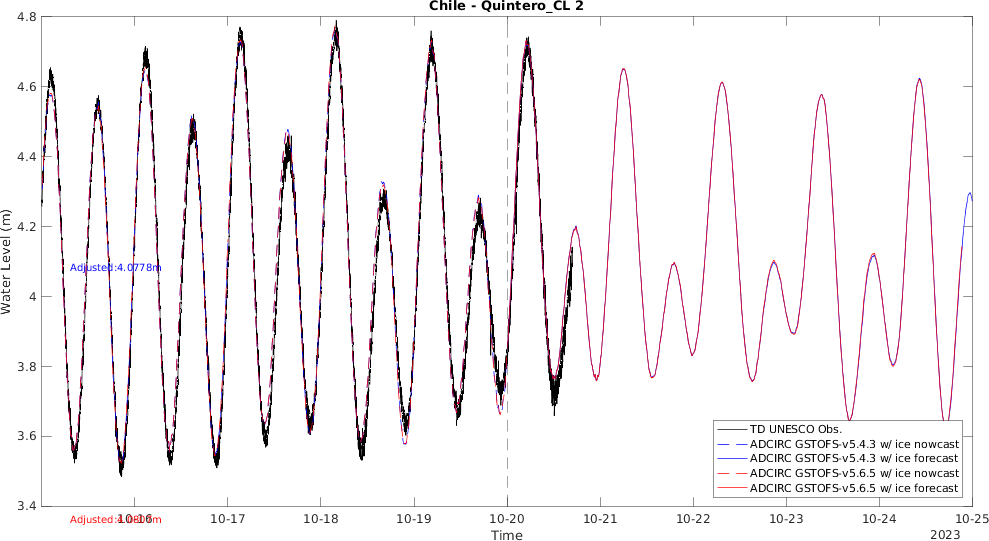 Chile - Quintero_CL 2
4.8
4.6
4.4
4.2
4
3.8
3.6
3.4
Water Level (m)
Adjusted:4.0778m
TD UNESCO Obs.
ADCIRC GSTOFS-v5.4.3 w/ ice nowcast
ADCIRC GSTOFS-v5.4.3 w/ ice forecast
ADCIRC GSTOFS-v5.6.5 w/ ice nowcast
ADCIRC GSTOFS-v5.6.5 w/ ice forecast
10-16 10-17 10-18 10-19 10-20 10-21 10-22 10-23 10-24 10-25
Time
2023